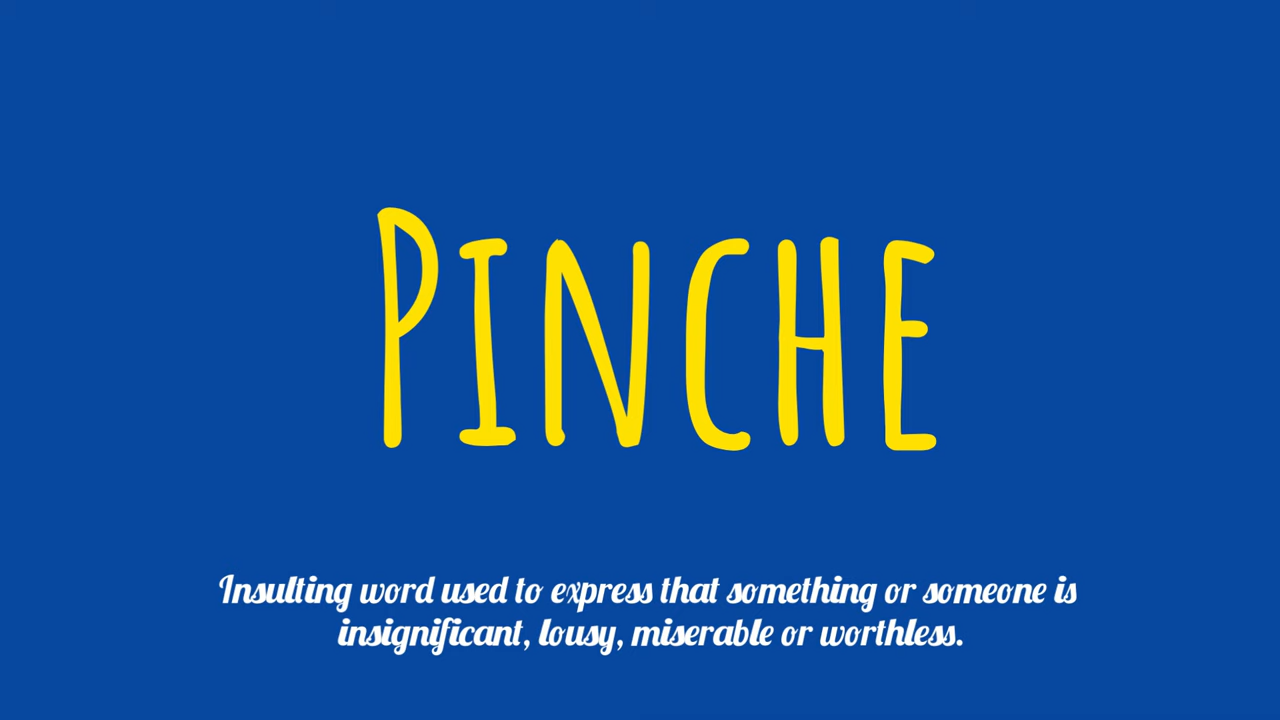 PINCHE
Insulting word used to express that something or someone is
insignificant, lousy, miserable or worthless.